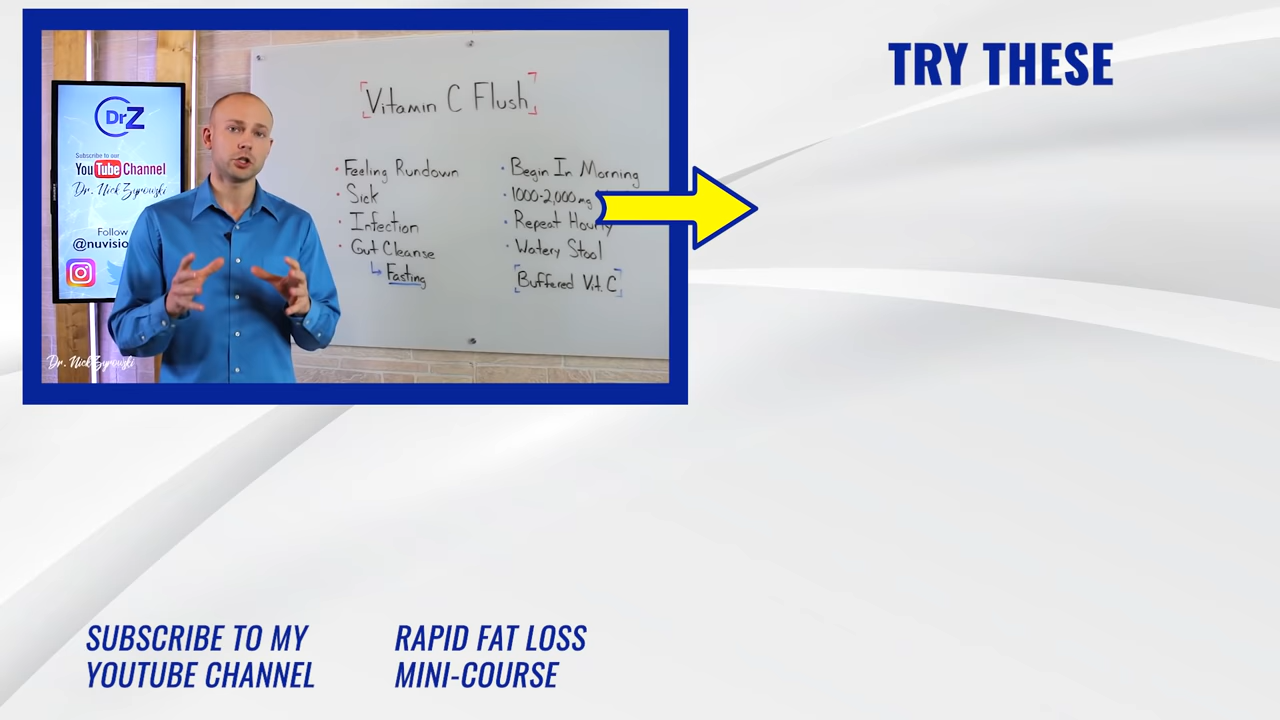 TRY THESE
DrZ
Subscribe to our
YouTube Channel
Dr. Nick Zyrowski
Follow
@nuvisio
[Vitamin C Flush]
• Feeling Rundown
• Sick
• Infection
• Gut Cleanse
↳ Fasting
• Begin In Morning
• 1000-2,000 mg
• Repeat Hourly
• Watery Stool
[Buffered Vit. C]
Dr. Nick Zyrowski
SUBSCRIBE TO MY
YOUTUBE CHANNEL
RAPID FAT LOSS
MINI-COURSE